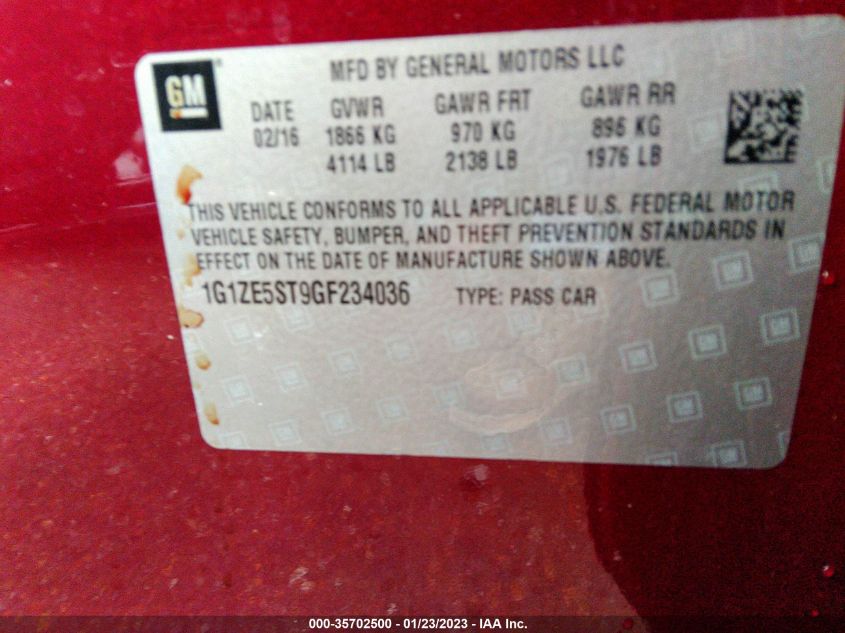 GM
MFD BY GENERAL MOTORS LLC
DATE GVWR GAWR FRT GAWR RR
02/16 1866 KG 970 KG 896 KG
4114 LB 2138 LB 1976 LB
THIS VEHICLE CONFORMS TO ALL APPLICABLE U.S. FEDERAL MOTOR
VEHICLE SAFETY, BUMPER, AND THEFT PREVENTION STANDARDS IN
EFFECT ON THE DATE OF MANUFACTURE SHOWN ABOVE.
1G1ZE5ST9GF234036 TYPE: PASS CAR
000-35702500 - 01/23/2023 - IAA Inc.